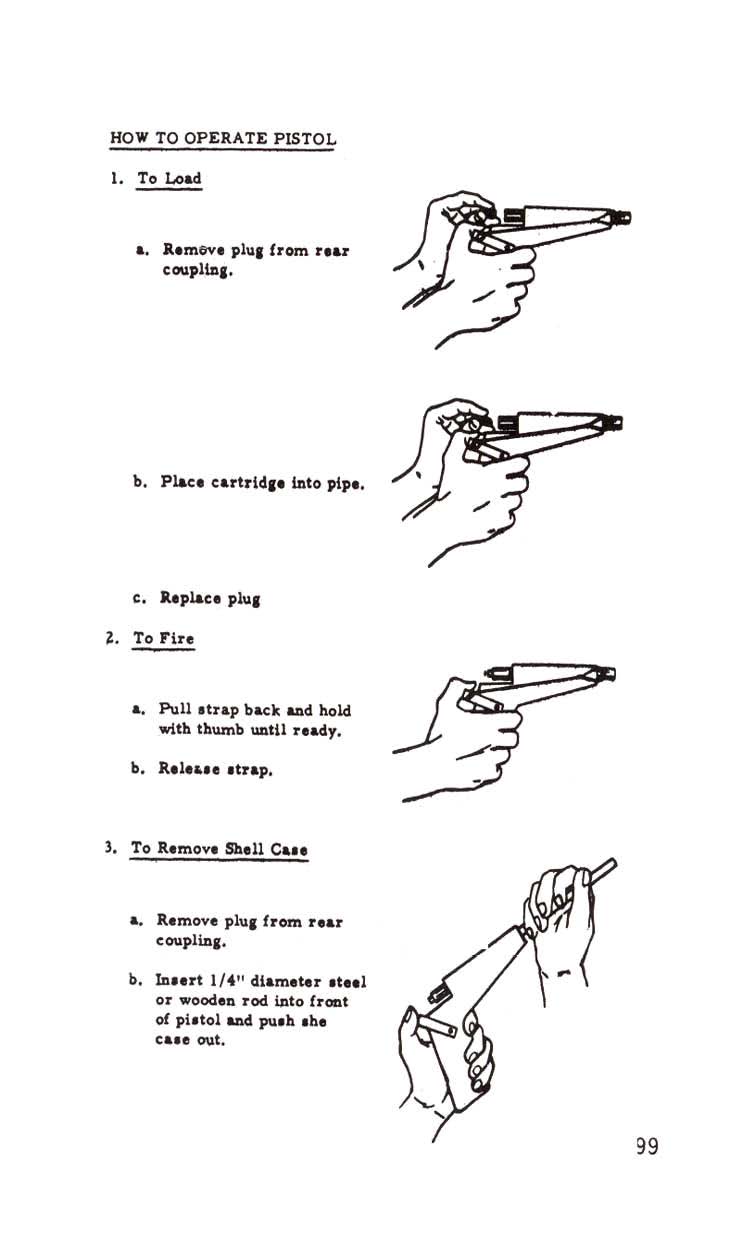 HOW TO OPERATE PISTOL
1. To Load
a. Remove plug from rear
coupling.
b. Place cartridge into pipe.
c. Replace plug
2. To Fire
a. Pull strap back and hold
with thumb until ready.
b. Release strap.
3. To Remove Shell Case
a. Remove plug from rear
coupling.
b. Insert 1/4" diameter steel
or wooden rod into front
of pistol and push she
case out.
99